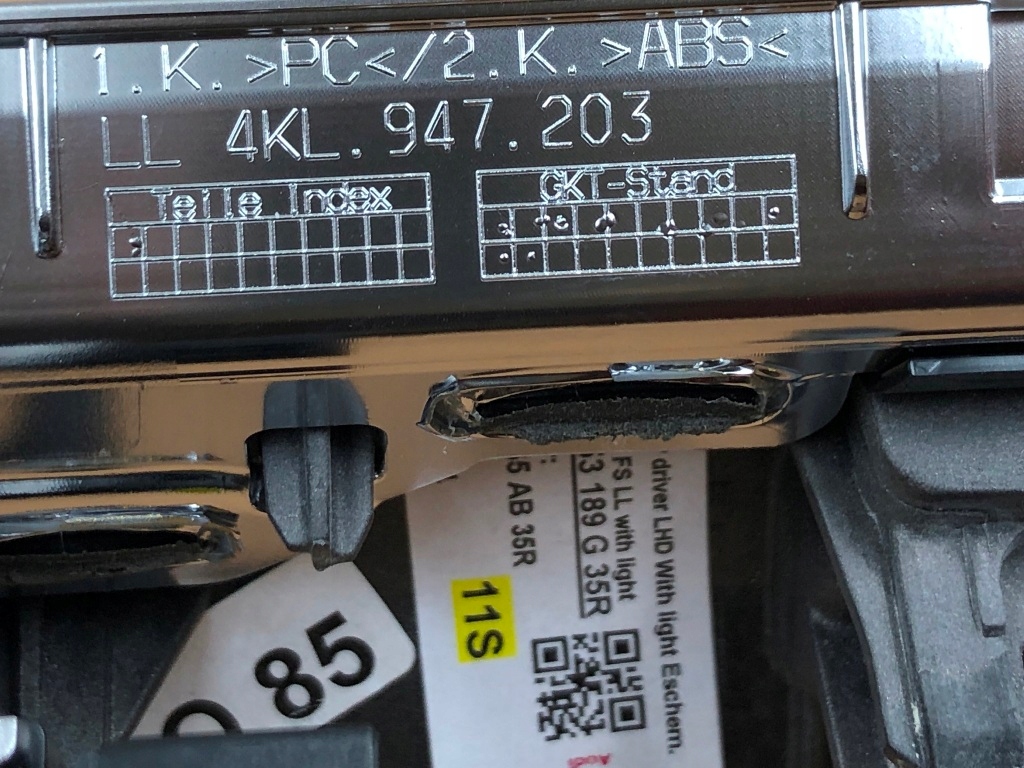 1.K. >PC</2.K. >ABS<
LL 4KL.947.203
Teile Index
GKT-Stand
driver LHD With light Eschem.
FS LL with light
3 189 G 35R
5 AB 35R
11S
85
Audi